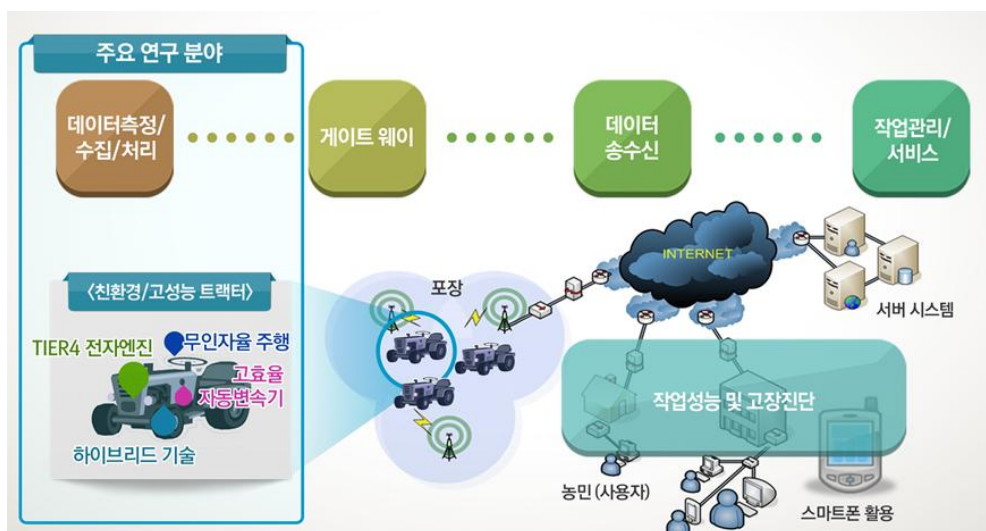 주요 연구 분야
데이터측정/
수집/처리
게이트 웨이
데이터
송수신
작업관리/
서비스
<친환경/고성능 트랙터>
TIER4 전자엔진
무인자율 주행
고효율
자동변속기
하이브리드 기술
포장
INTERNET
서버 시스템
작업성능 및 고장진단
농민 (사용자)
스마트폰 활용